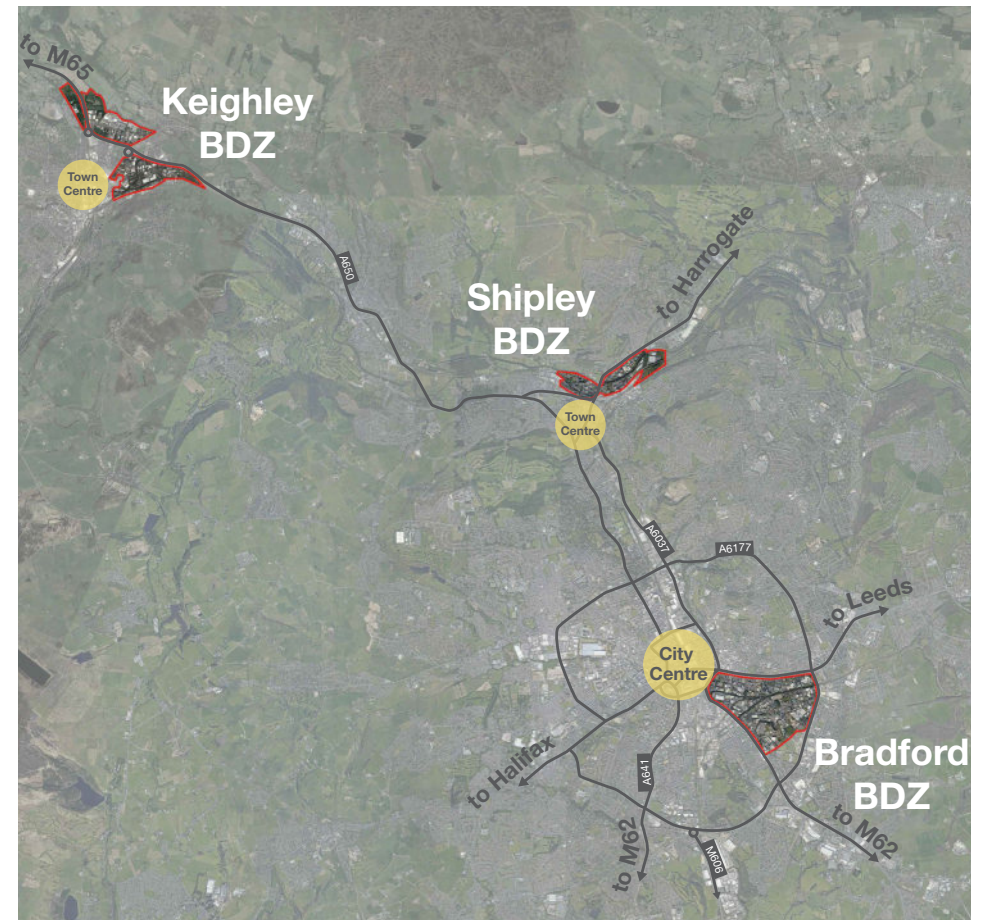 to M65
Keighley
BDZ
Town
Centre
A650
to Harrogate
Shipley
BDZ
Town
Centre
A6037
A6177
to Leeds
City
Centre
Bradford
BDZ
to Halifax
A641
to M62
M606
to M62